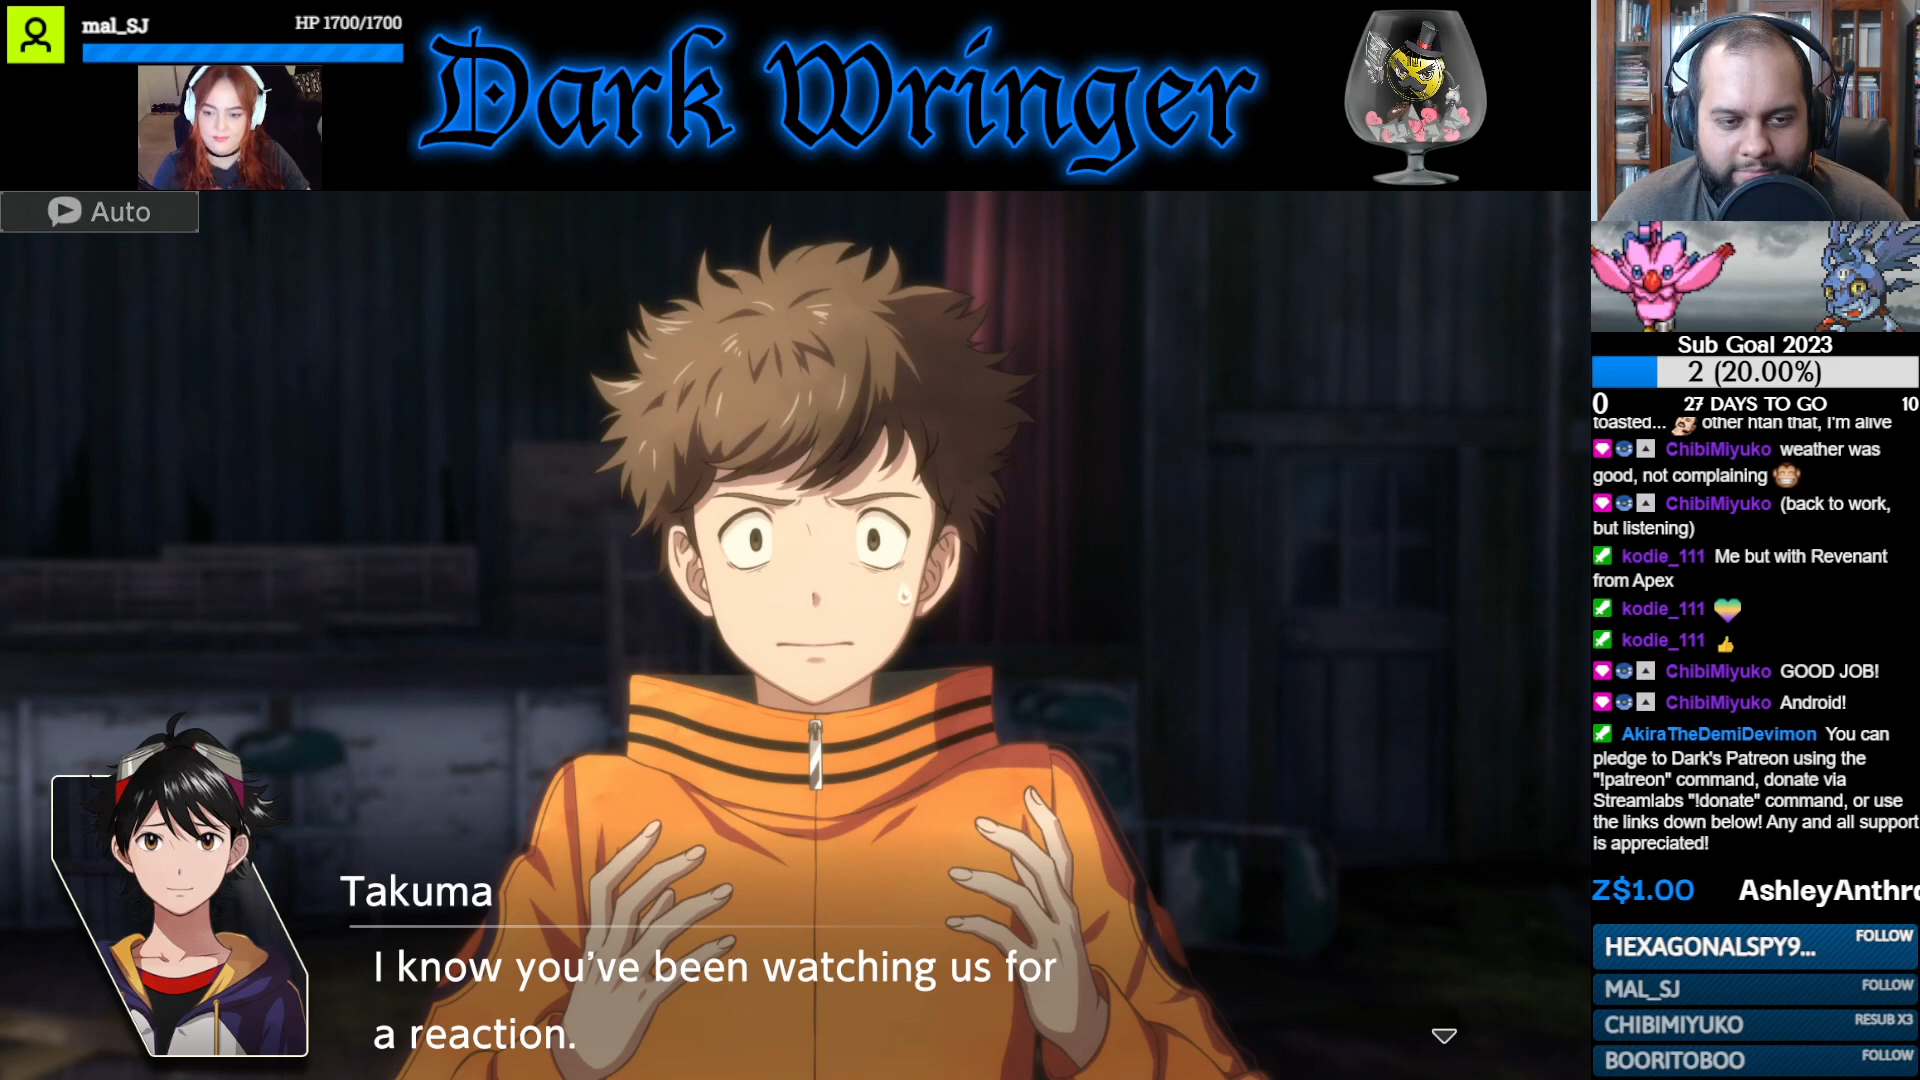 mal_SJ
HP 1700/1700
Dark Wringer
Auto
Takuma
I know you've been watching us for
a reaction.
Sub Goal 2023
2 (20.00%)
0 27 DAYS TO GO 10
toasted... other htan that, I'm alive
ChibiMiyuko weather was
good, not complaining
ChibiMiyuko (back to work,
but listening)
kodie_111 Me but with Revenant
from Apex
kodie_111
kodie_111
ChibiMiyuko GOOD JOB!
ChibiMiyuko Android!
AkiraTheDemiDevimon You can
pledge to Dark's Patreon using the
"!patreon" command, donate via
Streamlabs "!donate" command, or use
the links down below! Any and all support
is appreciated!
Z$1.00 AshleyAnthro
HEXAGONALSPY9... FOLLOW
MAL_SJ FOLLOW
CHIBIMIYUKO RESUB X3
BOORITOBOO FOLLOW